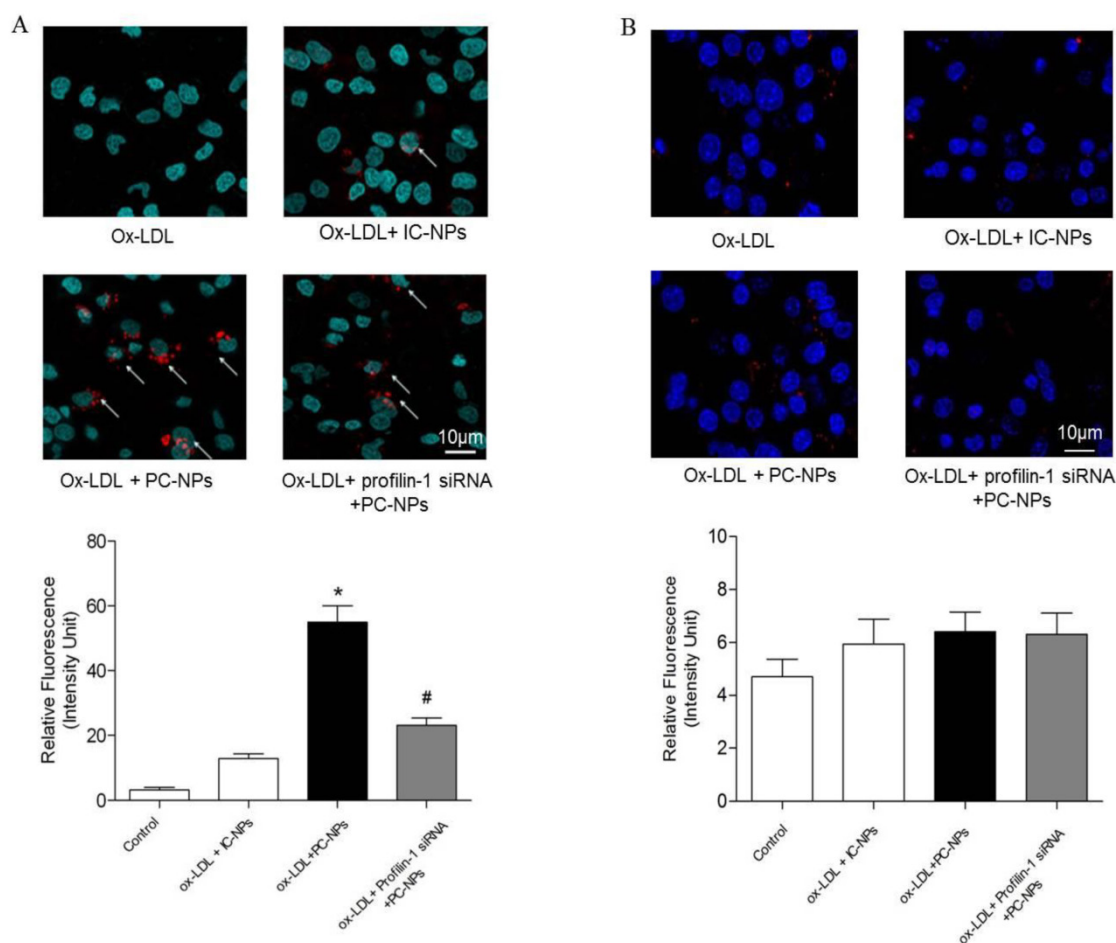 A
Ox-LDL
Ox-LDL+ IC-NPs
Ox-LDL + PC-NPs
10μm
Ox-LDL+ profilin-1 siRNA
+PC-NPs
Relative Fluorescence
(Intensity Unit)
80
60
40
20
0
*
#
Control
ox-LDL + IC-NPs
ox-LDL+PC-NPs
ox-LDL+ Profilin-1 siRNA
+PC-NPs
B
Ox-LDL
Ox-LDL+ IC-NPs
Ox-LDL + PC-NPs
10μm
Ox-LDL+ profilin-1 siRNA
+PC-NPs
Relative Fluorescence
(Intensity Unit)
10
8
6
4
2
0
Control
ox-LDL + IC-NPs
ox-LDL+PC-NPs
ox-LDL+ Profilin-1 siRNA
+PC-NPs